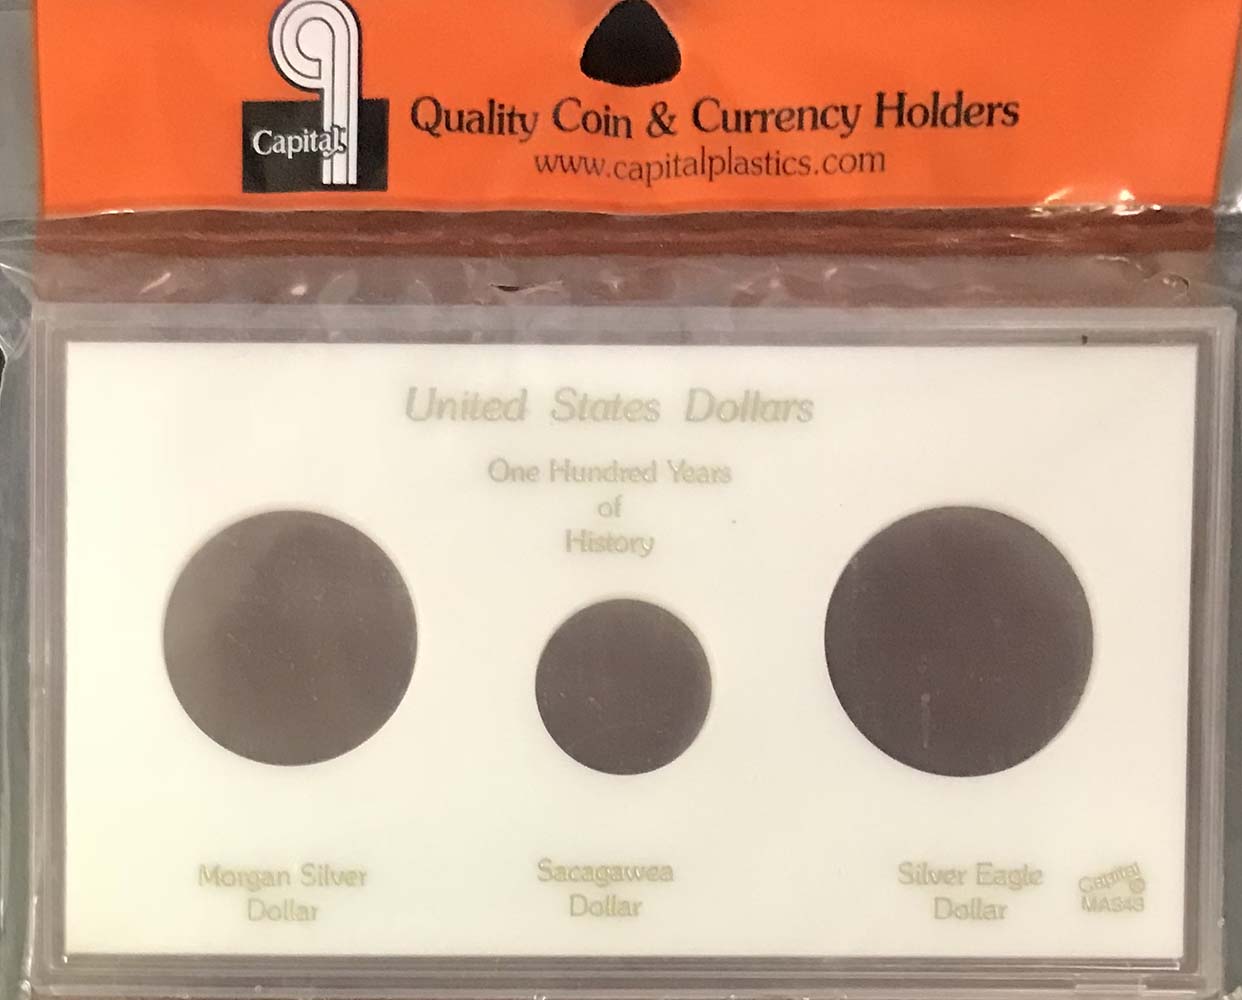 Capital
Quality Coin & Currency Holders
www.capitalplastics.com
United States Dollars
One Hundred Years
of
History
Morgan Silver
Dollar
Sacagawea
Dollar
Silver Eagle
Dollar
Capital